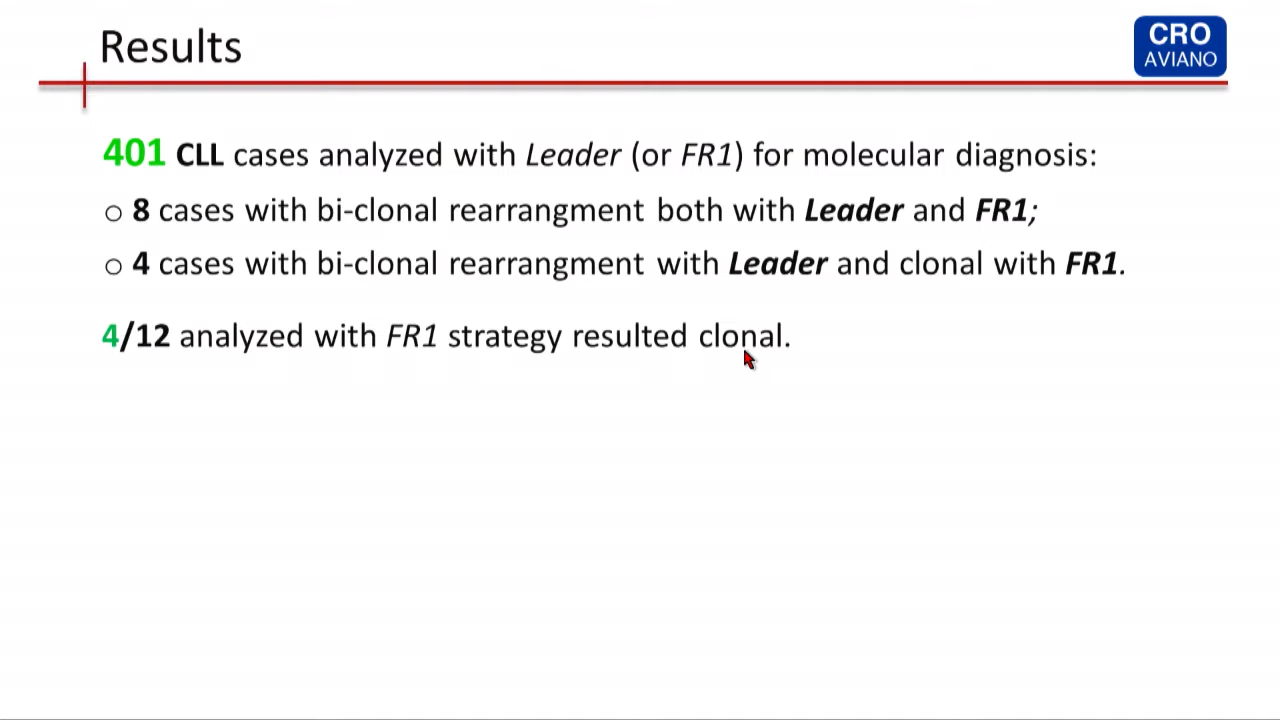 Results
CRO
AVIANO
401 CLL cases analyzed with Leader (or FR1) for molecular diagnosis:
○ 8 cases with bi-clonal rearrangment both with Leader and FR1;
○ 4 cases with bi-clonal rearrangment with Leader and clonal with FR1.
4/12 analyzed with FR1 strategy resulted clonal.